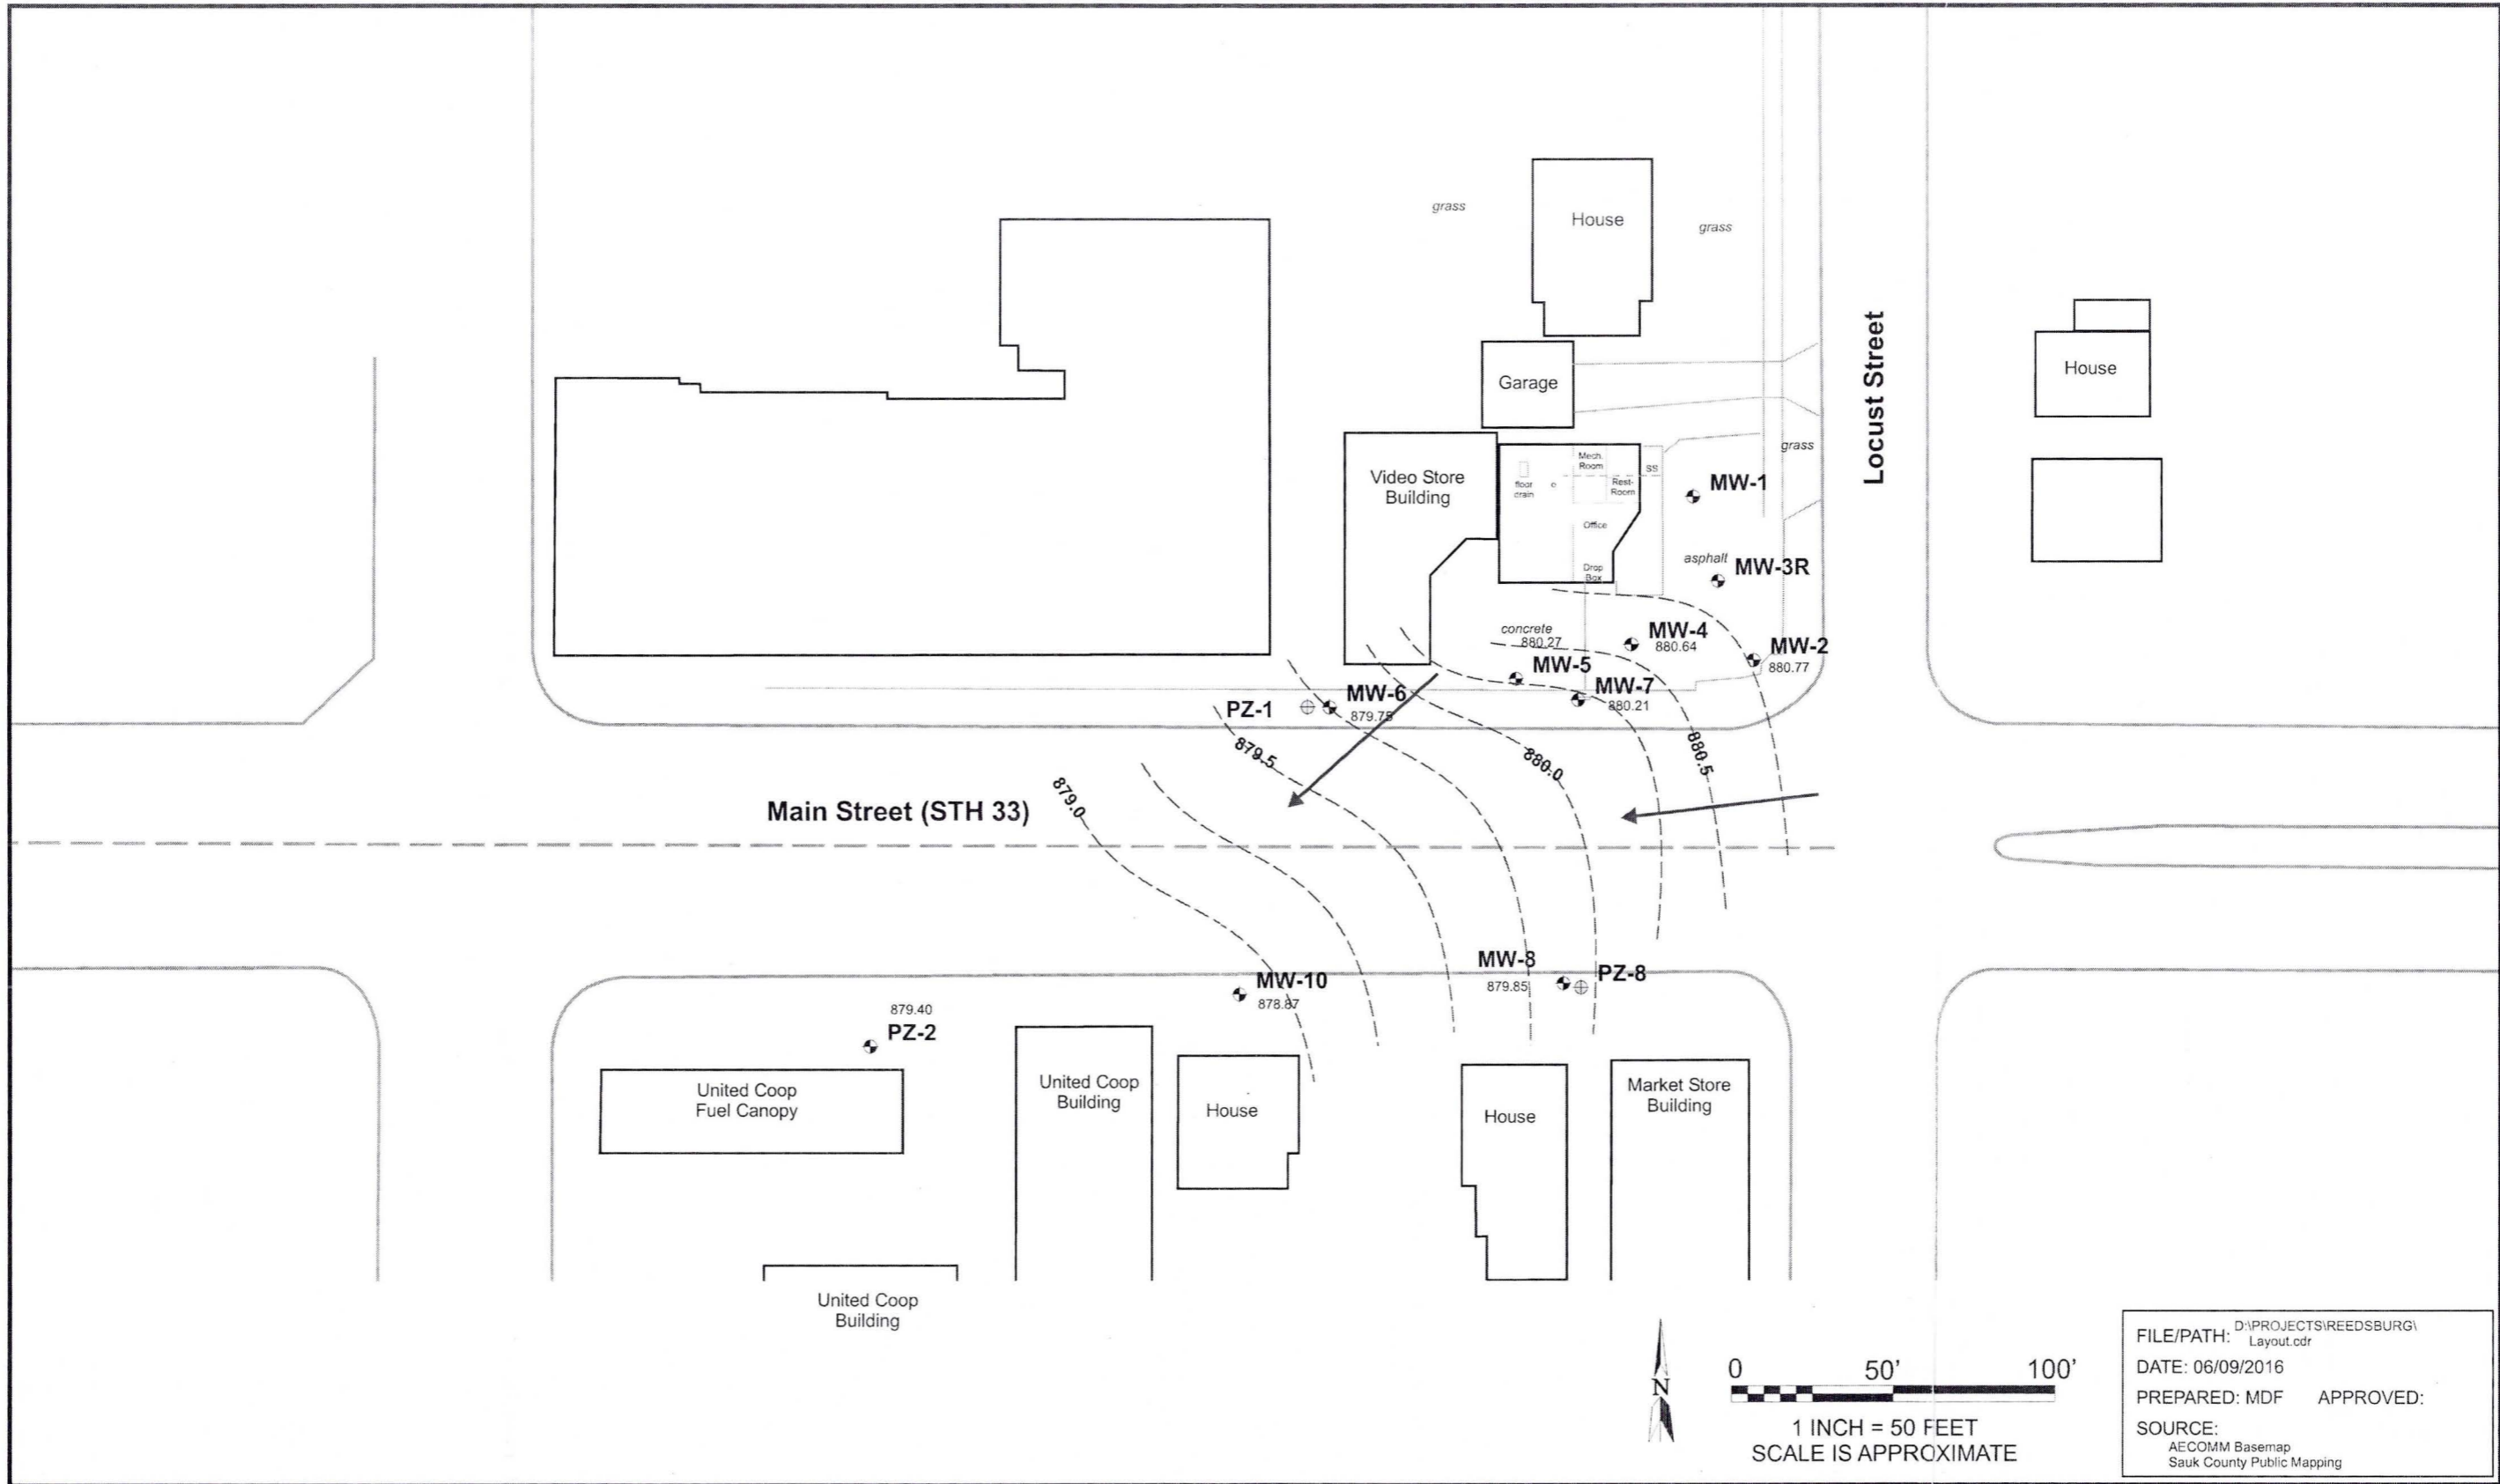 grass
House
grass
Locust Street
House
Garage
grass
Video Store
Building
Mech.
Room
SS
floor
drain
Rest-
Room
MW-1
Office
asphalt
MW-3R
Drop
Box
concrete
880.27
MW-4
880.64
MW-2
880.77
MW-5
MW-7
880.21
MW-6
PZ-1
879.5
880.0
880.5
879.0
Main Street (STH 33)
MW-8
879.85
PZ-8
MW-10
878.87
879.40
PZ-2
United Coop
Fuel Canopy
United Coop
Building
House
House
Market Store
Building
United Coop
Building
N
0 50' 100'
1 INCH = 50 FEET
SCALE IS APPROXIMATE
FILE/PATH: D:\PROJECTS\REEDSBURG\
Layout.cdr
DATE: 06/09/2016
PREPARED: MDF APPROVED:
SOURCE:
AECOMM Basemap
Sauk County Public Mapping